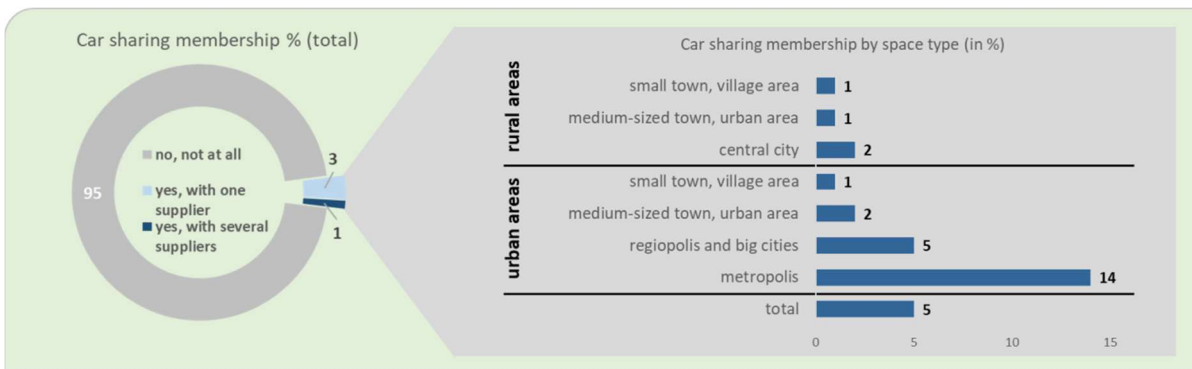 Car sharing membership % (total)
no, not at all
yes, with one
supplier
yes, with several
suppliers
95
3
1
Car sharing membership by space type (in %)
rural areas
small town, village area 1
medium-sized town, urban area 1
central city 2
urban areas
small town, village area 1
medium-sized town, urban area 2
regiopolis and big cities 5
metropolis 14
total 5
0 5 10 15